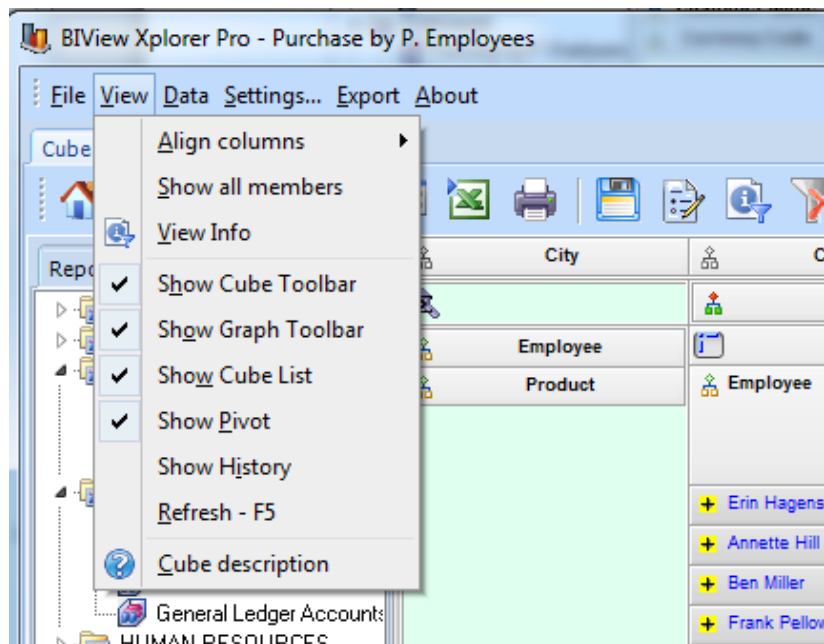 BIView Xplorer Pro - Purchase by P. Employees
File View Data Settings... Export About
Cube
Align columns
Show all members
View Info
Show Cube Toolbar
Show Graph Toolbar
Show Cube List
Show Pivot
Show History
Refresh - F5
Cube description
City
Employee
Product
Employee
Erin Hagens
Annette Hill
Ben Miller
Frank Pellow
General Ledger Accounts
HUMAN RESOURCES